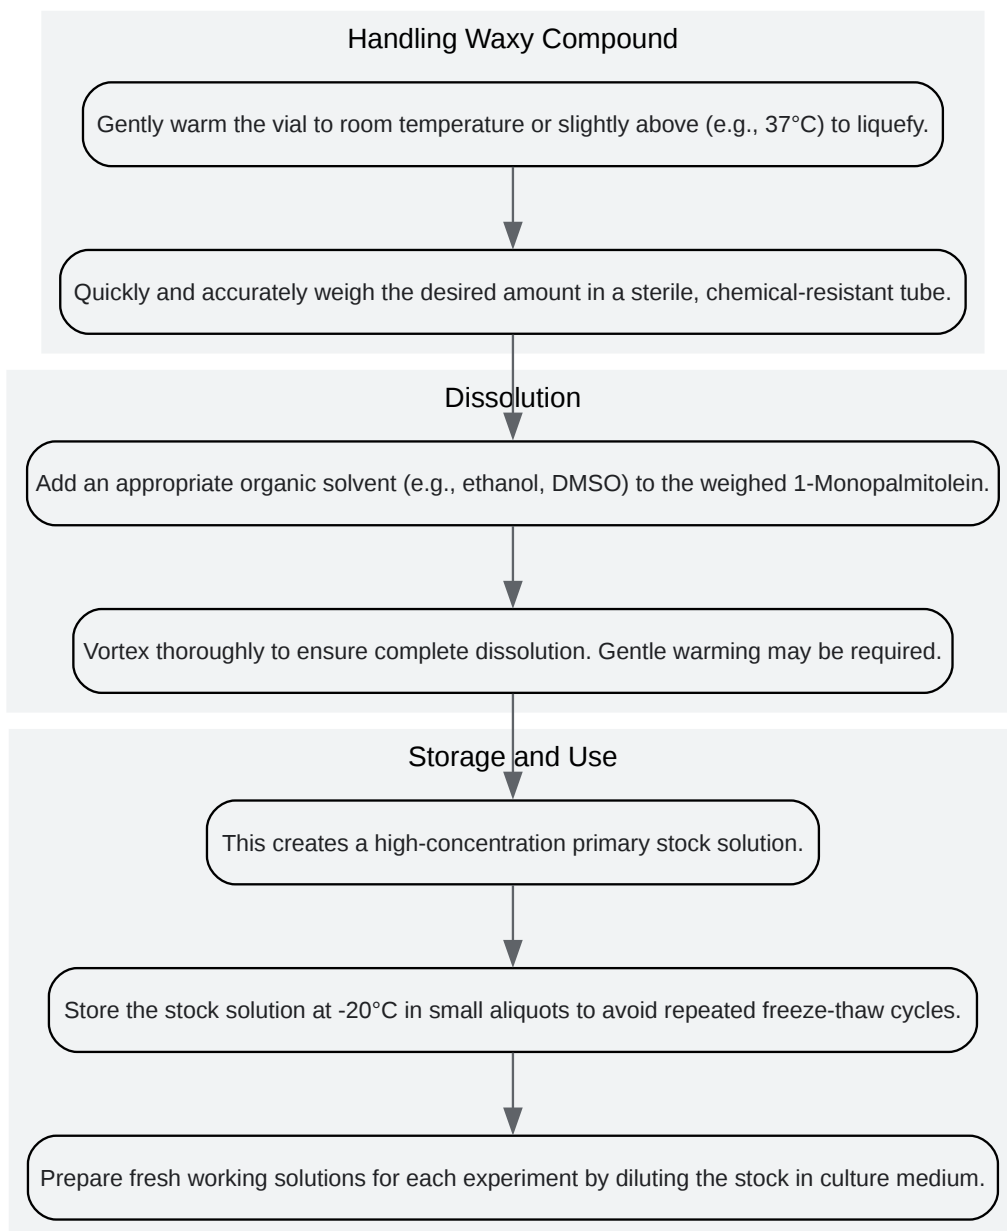 Handling Waxy Compound
Gently warm the vial to room temperature or slightly above (e.g., 37°C) to liquefy.
Quickly and accurately weigh the desired amount in a sterile, chemical-resistant tube.
Dissolution
Add an appropriate organic solvent (e.g., ethanol, DMSO) to the weighed 1-Monopalmitolein.
Vortex thoroughly to ensure complete dissolution. Gentle warming may be required.
Storage and Use
This creates a high-concentration primary stock solution.
Store the stock solution at -20°C in small aliquots to avoid repeated freeze-thaw cycles.
Prepare fresh working solutions for each experiment by diluting the stock in culture medium.